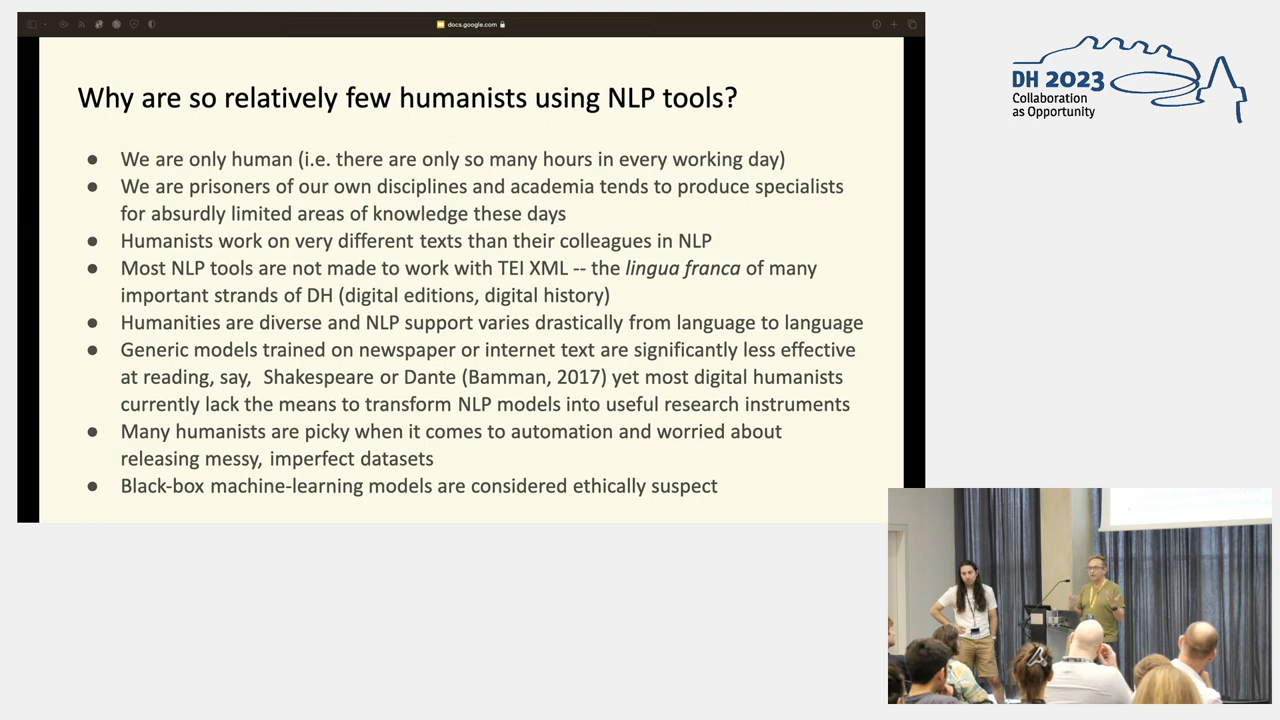 docs.google.com
Why are so relatively few humanists using NLP tools?
● We are only human (i.e. there are only so many hours in every working day)
● We are prisoners of our own disciplines and academia tends to produce specialists
for absurdly limited areas of knowledge these days
● Humanists work on very different texts than their colleagues in NLP
● Most NLP tools are not made to work with TEI XML -- the lingua franca of many
important strands of DH (digital editions, digital history)
● Humanities are diverse and NLP support varies drastically from language to language
● Generic models trained on newspaper or internet text are significantly less effective
at reading, say, Shakespeare or Dante (Bamman, 2017) yet most digital humanists
currently lack the means to transform NLP models into useful research instruments
● Many humanists are picky when it comes to automation and worried about
releasing messy, imperfect datasets
● Black-box machine-learning models are considered ethically suspect
DH 2023
Collaboration
as Opportunity